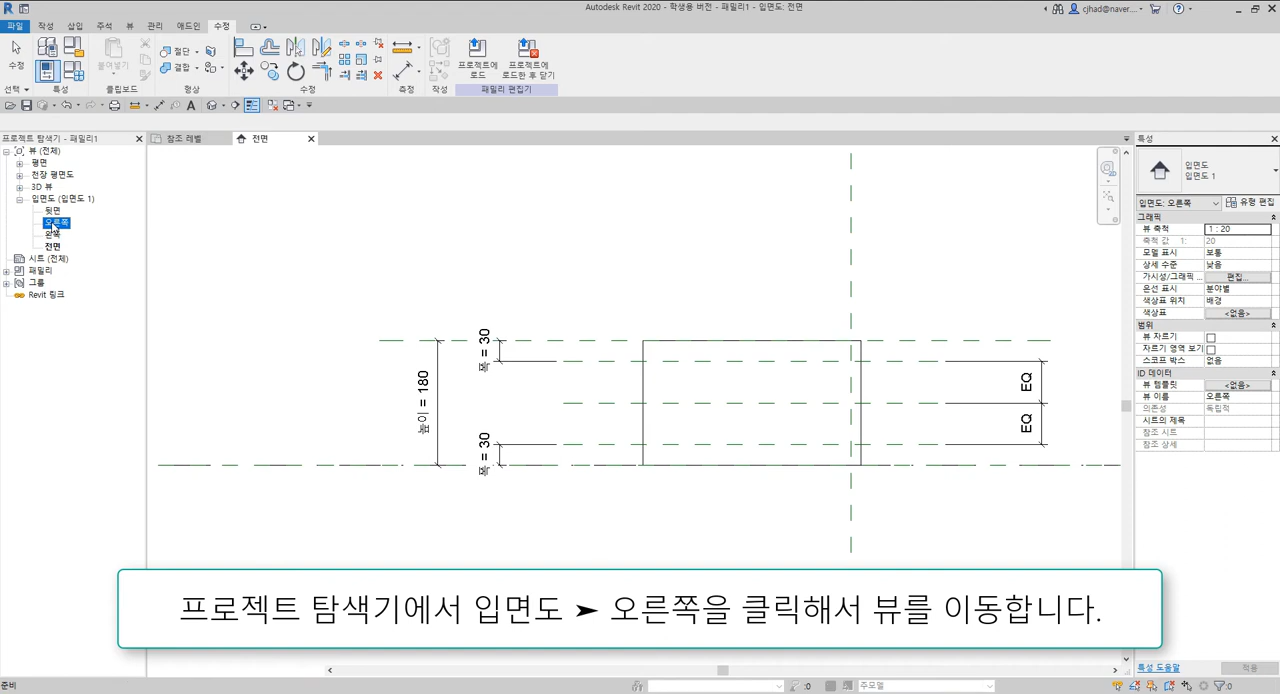 Autodesk Revit 2020 - 학생용 버전 - 패밀리1 - 입면도: 전면
cjhad@naver....
파일 작성 삽입 주석 뷰 관리 애드인 수정
수정
붙여넣기
절단
결합
프로젝트에 로드
프로젝트에 로드한 후 닫기
선택 특성 클립보드 형상 수정 측정 작성 패밀리 편집기
프로젝트 탐색기 - 패밀리1
참조 레벨
전면
특성
뷰 (전체)
평면
천장 평면도
3D 뷰
입면도 (입면도 1)
뒷면
오른쪽
왼쪽
전면
시트 (전체)
패밀리
그룹
Revit 링크
높이 = 180
폭 = 30
폭 = 30
EQ
EQ
입면도
입면도 1
입면도: 오른쪽
유형 편집
그래픽
뷰 축척 1 : 20
축척 값 1: 20
모델 표시 보통
상세 수준 낮음
가시성/그래픽 ... 편집...
은선 표시 분야별
색상표 위치 배경
색상표 <없음>
범위
뷰 자르기
자르기 영역 보기
스코프 박스 없음
ID 데이터
뷰 템플릿 <없음>
뷰 이름 오른쪽
의존성 독립적
시트의 제목
참조 시트
참조 상세
프로젝트 탐색기에서 입면도 ➤ 오른쪽을 클릭해서 뷰를 이동합니다.
특성 도움말
적용
준비
:0
주모델
:0